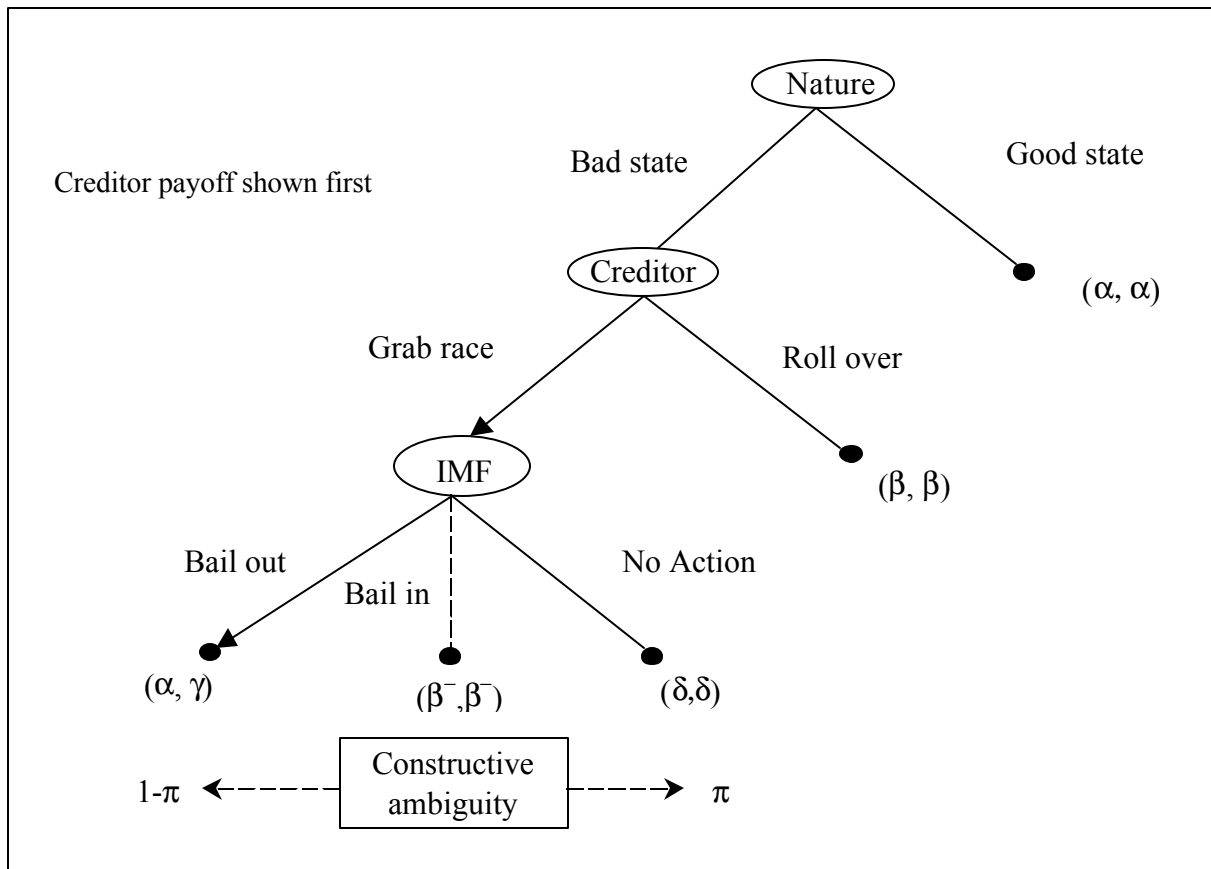 Nature
Bad state
Good state
Creditor payoff shown first
Creditor
(α, α)
Grab race
Roll over
IMF
(β, β)
Bail out
No Action
Bail in
(α, γ)
(β⁻,β⁻)
(δ,δ)
Constructive
ambiguity
1-π
π